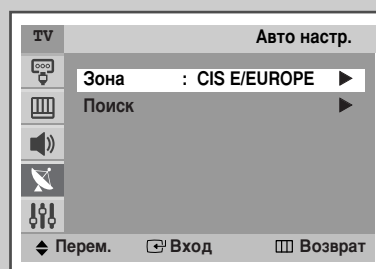 TV Авто настр.
Зона : CIS E/EUROPE ►
Поиск ►
Перем. Вход Возврат